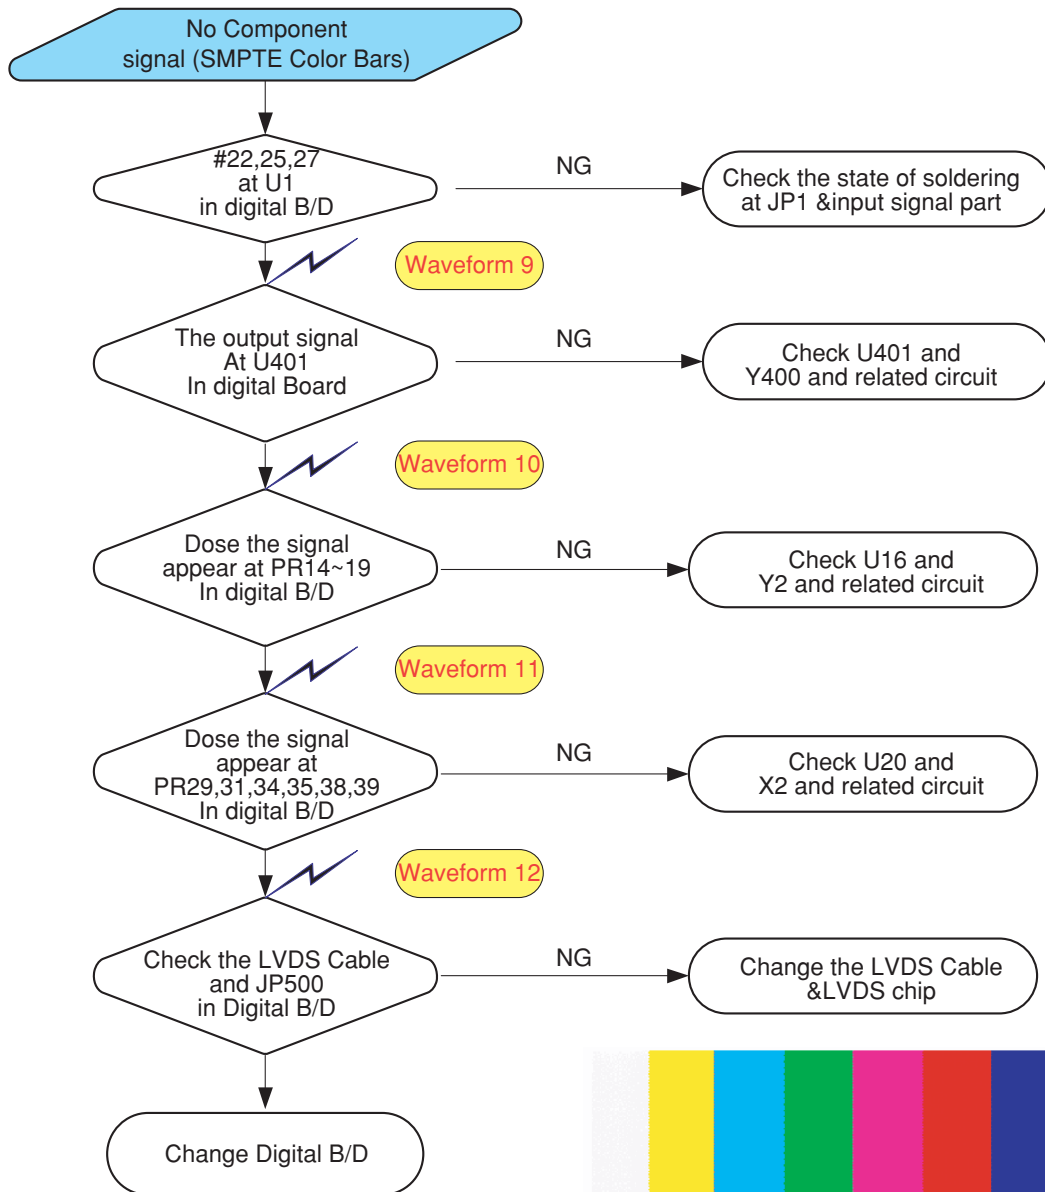 No Component
signal (SMPTE Color Bars)
#22,25,27
at U1
in digital B/D
NG
Check the state of soldering
at JP1 &input signal part
Waveform 9
The output signal
At U401
In digital Board
NG
Check U401 and
Y400 and related circuit
Waveform 10
Dose the signal
appear at PR14~19
In digital B/D
NG
Check U16 and
Y2 and related circuit
Waveform 11
Dose the signal
appear at
PR29,31,34,35,38,39
In digital B/D
NG
Check U20 and
X2 and related circuit
Waveform 12
Check the LVDS Cable
and JP500
in Digital B/D
NG
Change the LVDS Cable
&LVDS chip
Change Digital B/D